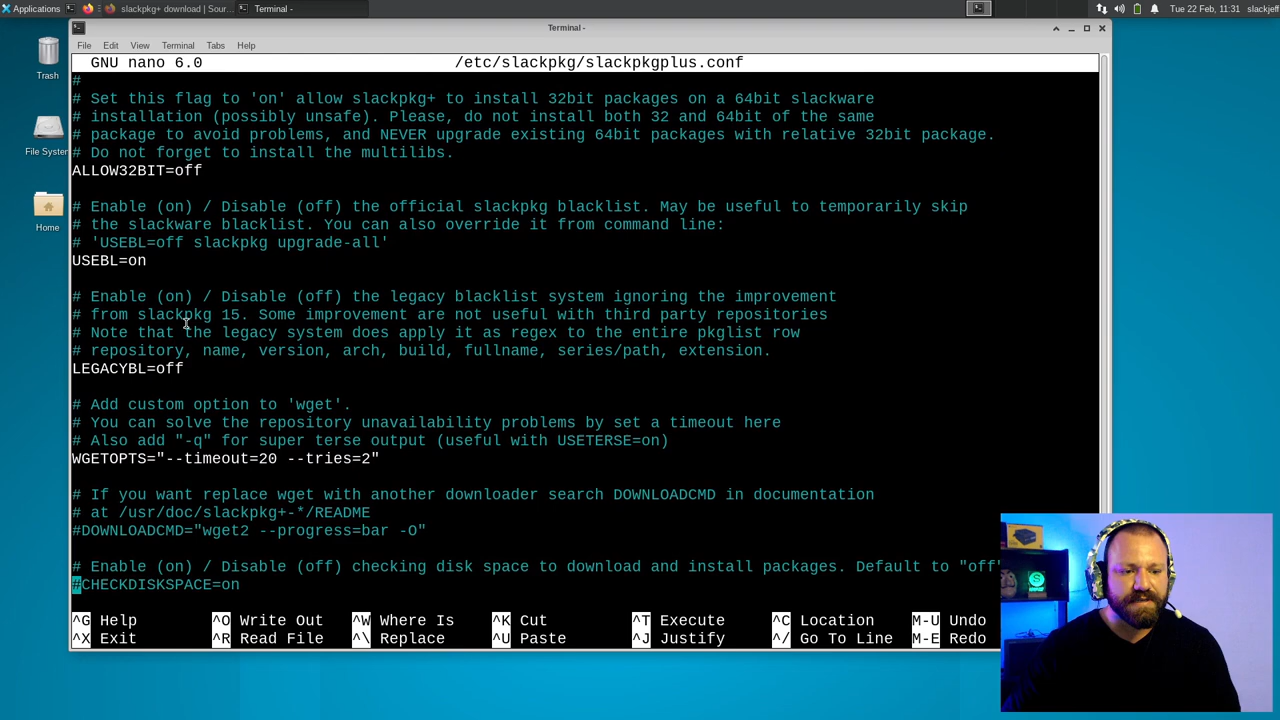 Applications
slackpkg+ download | Sour...
Terminal -
Tue 22 Feb, 11:31
slackjeff
Terminal -
File Edit View Terminal Tabs Help
GNU nano 6.0 /etc/slackpkg/slackpkgplus.conf
#
# Set this flag to 'on' allow slackpkg+ to install 32bit packages on a 64bit slackware
# installation (possibly unsafe). Please, do not install both 32 and 64bit of the same
# package to avoid problems, and NEVER upgrade existing 64bit packages with relative 32bit package.
# Do not forget to install the multilibs.
ALLOW32BIT=off
# Enable (on) / Disable (off) the official slackpkg blacklist. May be useful to temporarily skip
# the slackware blacklist. You can also override it from command line:
# 'USEBL=off slackpkg upgrade-all'
USEBL=on
# Enable (on) / Disable (off) the legacy blacklist system ignoring the improvement
# from slackpkg 15. Some improvement are not useful with third party repositories
# Note that the legacy system does apply it as regex to the entire pkglist row
# repository, name, version, arch, build, fullname, series/path, extension.
LEGACYBL=off
# Add custom option to 'wget'.
# You can solve the repository unavailability problems by set a timeout here
# Also add "-q" for super terse output (useful with USETERSE=on)
WGETOPTS="--timeout=20 --tries=2"
# If you want replace wget with another downloader search DOWNLOADCMD in documentation
# at /usr/doc/slackpkg+-*/README
#DOWNLOADCMD="wget2 --progress=bar -O"
# Enable (on) / Disable (off) checking disk space to download and install packages. Default to "off"
#CHECKDISKSPACE=on
^G Help ^O Write Out ^W Where Is ^K Cut ^T Execute ^C Location M-U Undo
^X Exit ^R Read File ^\ Replace ^U Paste ^J Justify ^/ Go To Line M-E Redo
Trash
File System
Home